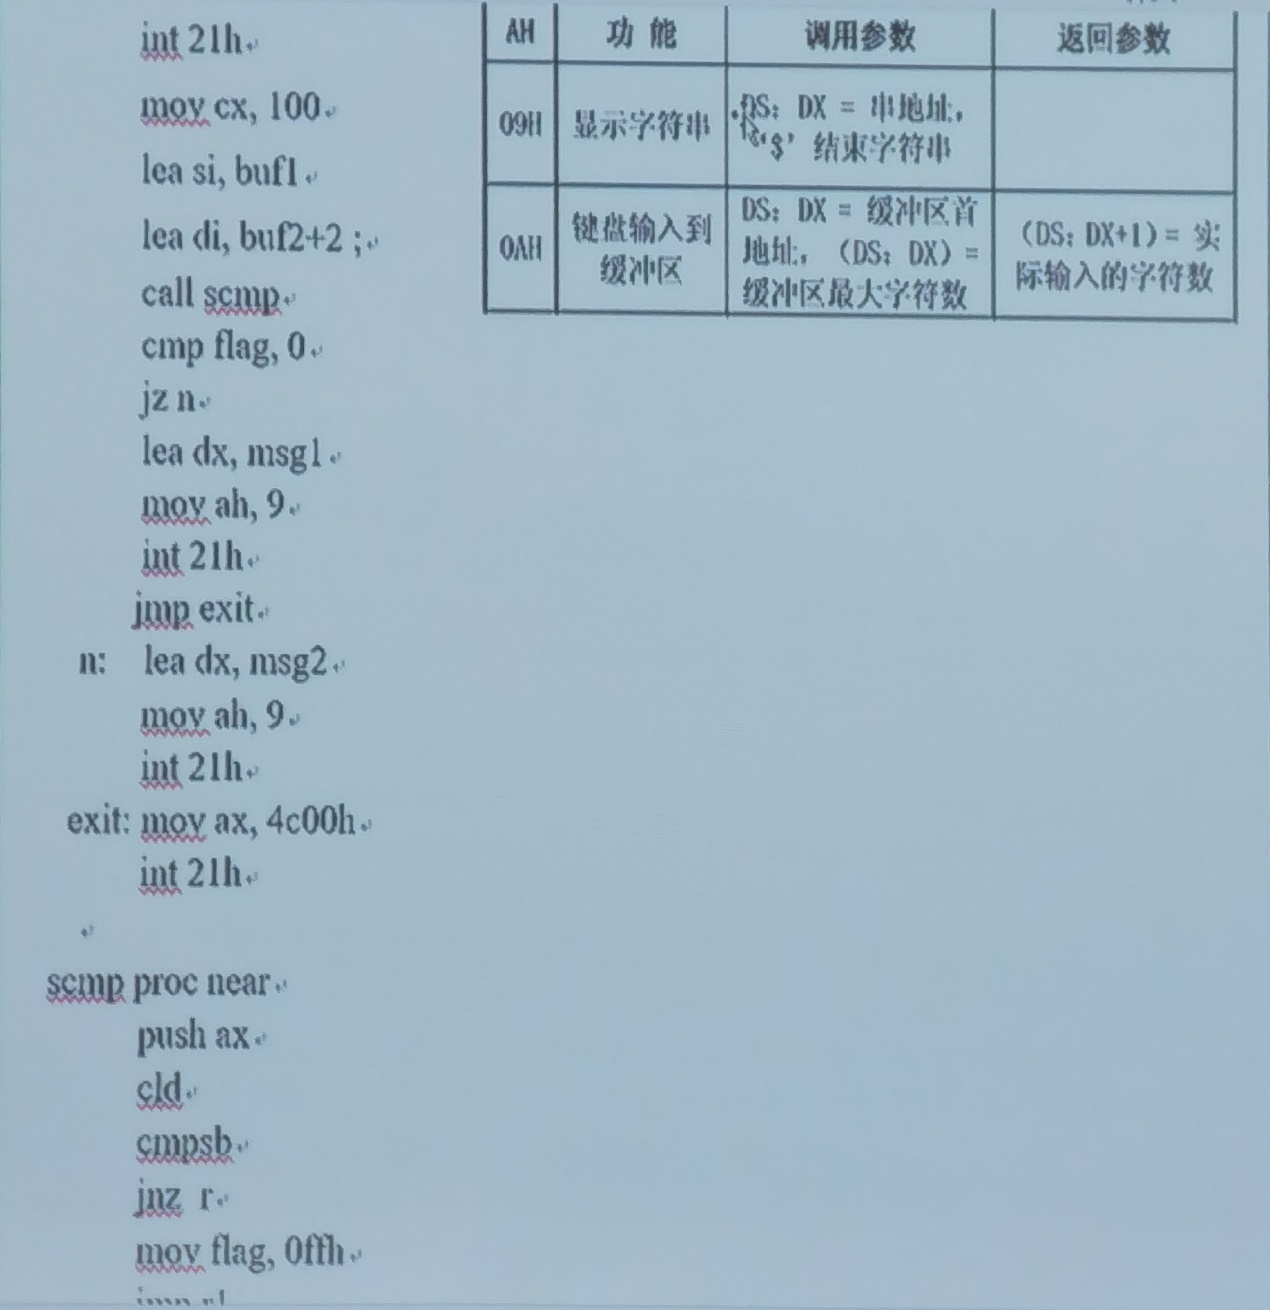 int 21h
mov cx, 100
lea si, buf1
lea di, buf2+2 ;
call scmp
cmp flag, 0
jz n
lea dx, msg1
mov ah, 9
int 21h
jmp exit
n: lea dx, msg2
mov ah, 9
int 21h
exit: mov ax, 4c00h
int 21h
scmp proc near
push ax
cld
cmpsb
jnz r
mov flag, 0ffh
AH 功 能 调用参数 返回参数
09H 显示字符串 DS：DX = 串地址，
'$' 结束字符串
0AH 键盘输入到
缓冲区
DS：DX = 缓冲区首
地址，（DS：DX）=
缓冲区最大字符数
（DS：DX+1）= 实
际输入的字符数